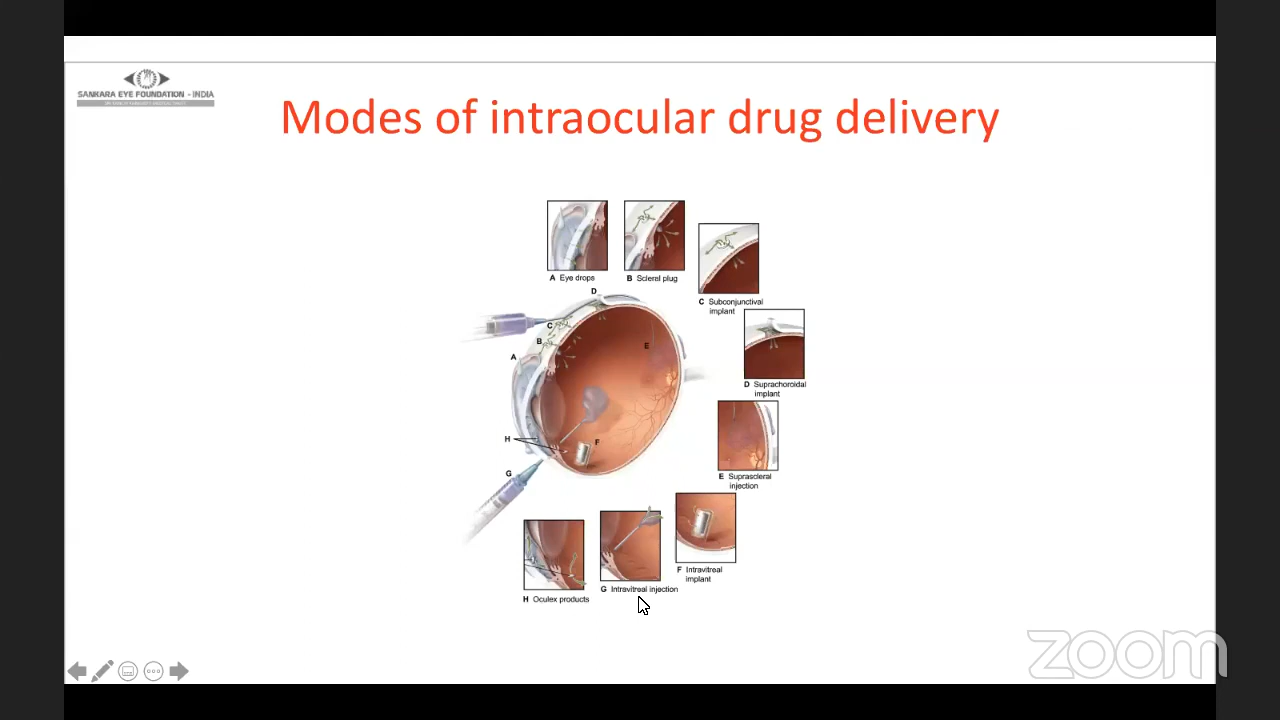 SANKARA EYE FOUNDATION - INDIA
Modes of intraocular drug delivery
A Eye drops
B Scleral plug
C Subconjunctival
implant
D Suprachoroidal
implant
E Suprascleral
injection
F Intravitreal
implant
G Intravitreal injection
H Oculex products
D
C
B
A
E
H
F
G
zoom